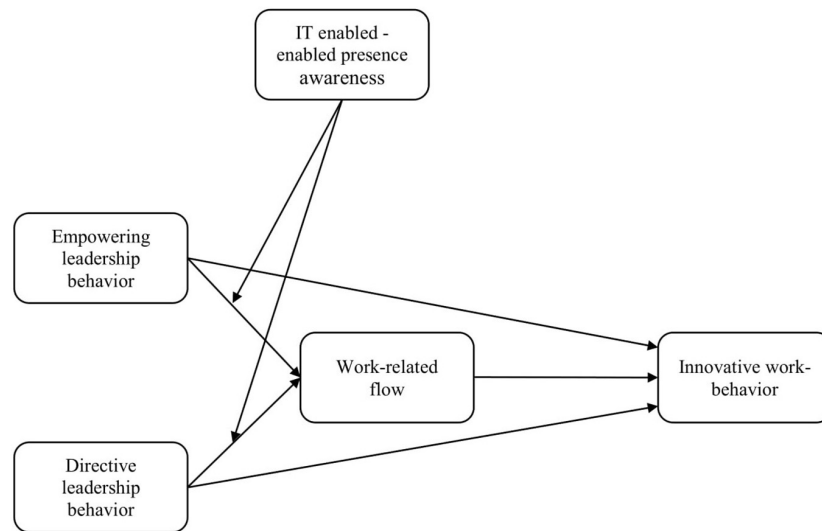 IT enabled -
enabled presence
awareness
Empowering
leadership
behavior
Work-related
flow
Innovative work-
behavior
Directive
leadership
behavior